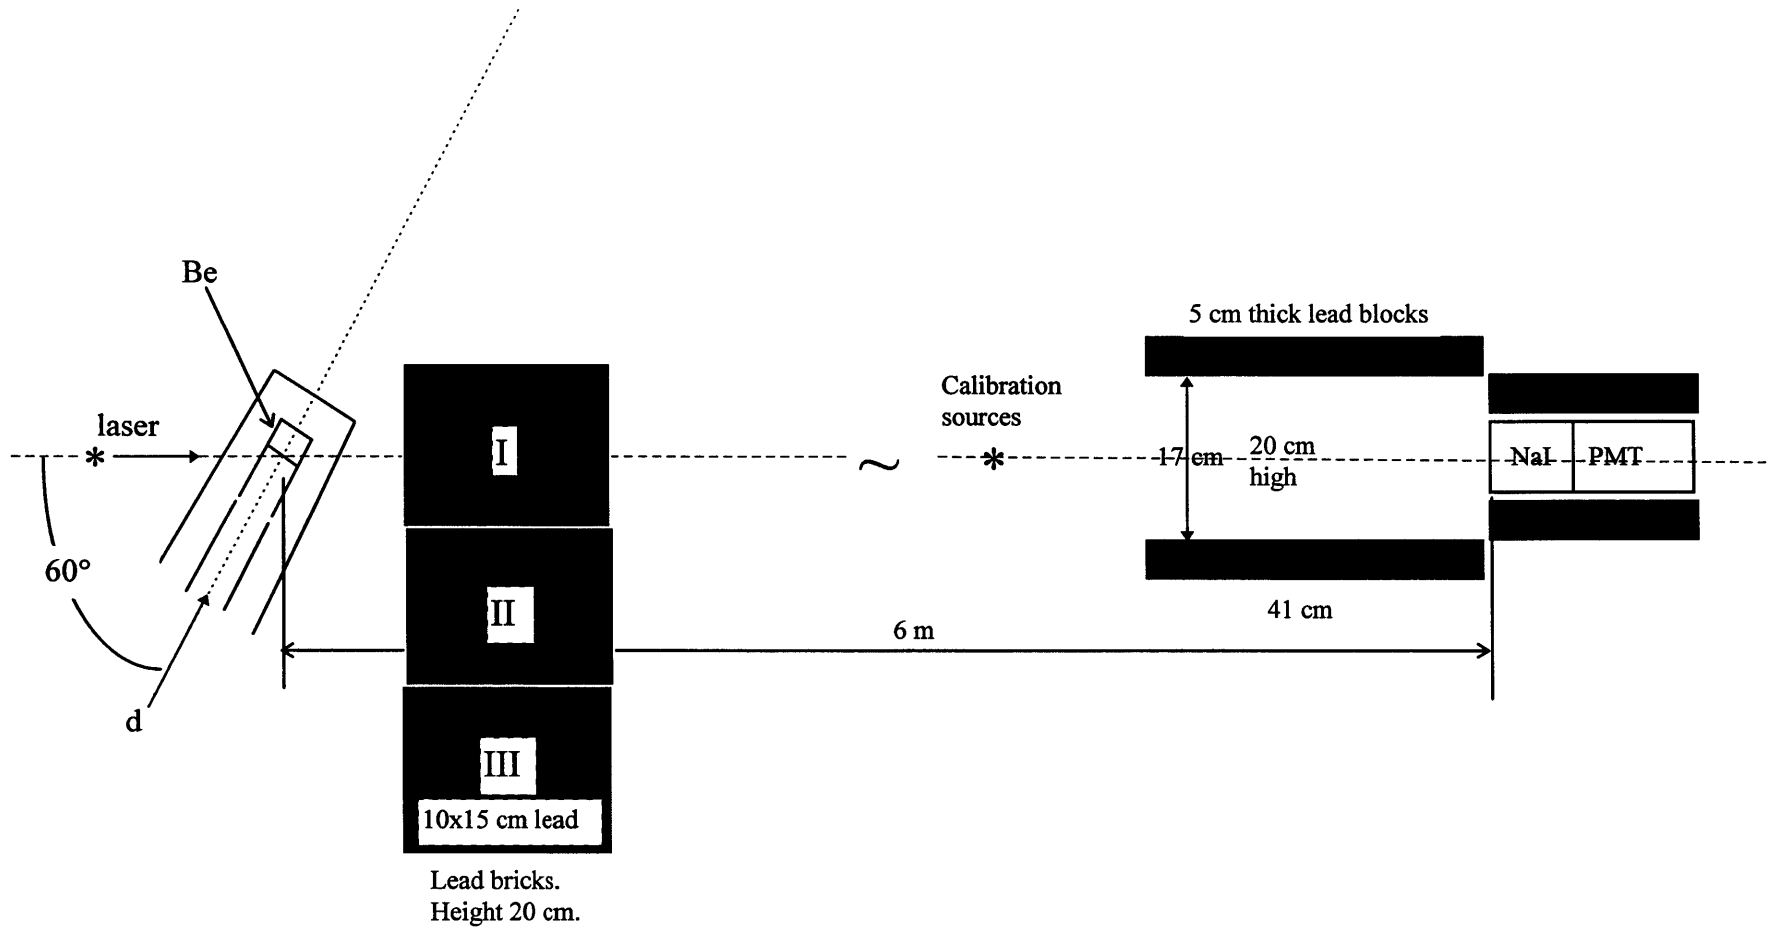 Be
laser
60°
d
I
II
III
10x15 cm lead
Lead bricks.
Height 20 cm.
6 m
~
Calibration
sources
5 cm thick lead blocks
17 cm
20 cm
high
41 cm
NaI
PMT